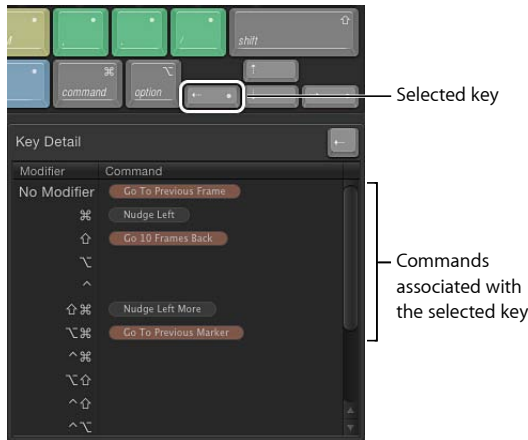 M , . / shift ⇧
⌘ ⌥ ↑
command option ← ↓ →
Selected key
Key Detail ←
Modifier Command
No Modifier Go To Previous Frame
⌘ Nudge Left
⇧ Go 10 Frames Back
⌥
^
⇧⌘ Nudge Left More
⌥⌘ Go To Previous Marker
^⌘
⌥⇧
^⇧
^⌥
Commands
associated with
the selected key